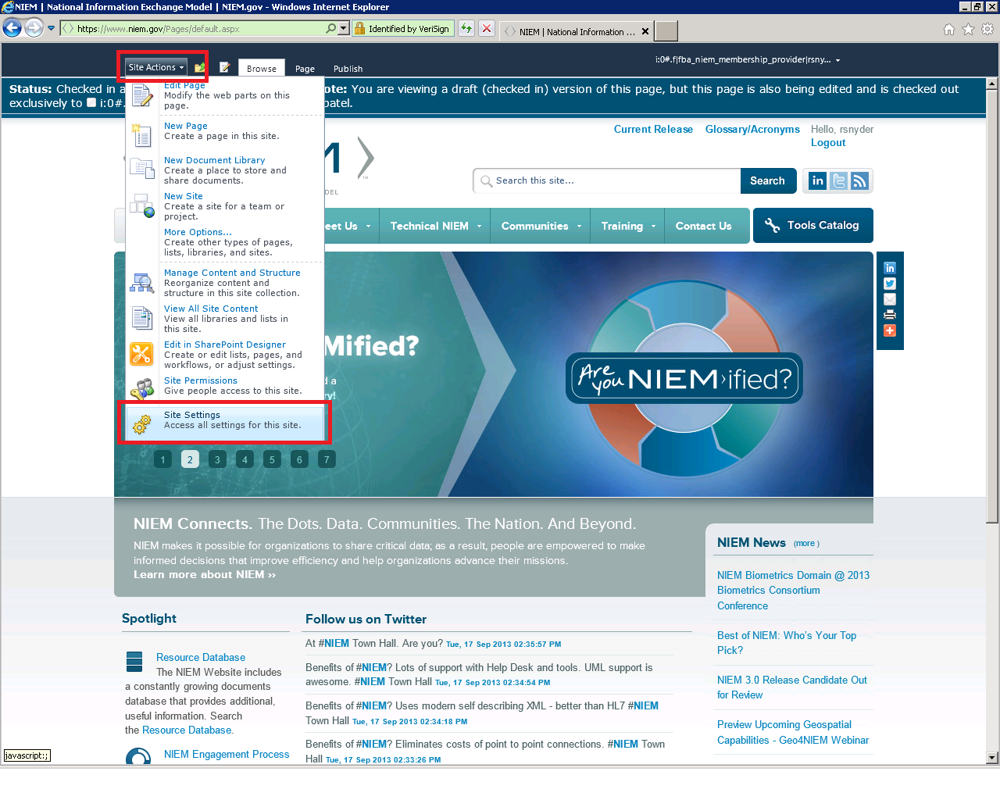 NIEM | National Information Exchange Model | NIEM.gov - Windows Internet Explorer
https://www.niem.gov/Pages/default.aspx
Identified by VeriSign
NIEM | National Information ...
Site Actions
Browse
Page
Publish
i:0#.f|fba_niem_membership_provider|rsny...
Status: Checked in a
ote: You are viewing a draft (checked in) version of this page, but this page is also being edited and is checked out
exclusively to i:0#.
patel.
Edit Page
Modify the web parts on this
page.
New Page
Create a page in this site.
New Document Library
Create a place to store and
share documents.
New Site
Create a site for a team or
project.
More Options...
Create other types of pages,
lists, libraries, and sites.
Manage Content and Structure
Reorganize content and
structure in this site collection.
View All Site Content
View all libraries and lists in
this site.
Edit in SharePoint Designer
Create or edit lists, pages, and
workflows, or adjust settings.
Site Permissions
Give people access to this site.
Site Settings
Access all settings for this site.
Current Release
Glossary/Acronyms
Hello, rsnyder
Logout
M
TM
DEL
Search this site...
Search
eet Us
Technical NIEM
Communities
Training
Contact Us
Tools Catalog
Mified?
d a
ry!
Are you NIEM›ified?
1 2 3 4 5 6 7
NIEM Connects. The Dots. Data. Communities. The Nation. And Beyond.
NIEM makes it possible for organizations to share critical data; as a result, people are empowered to make
informed decisions that improve efficiency and help organizations advance their missions.
Learn more about NIEM ››
Spotlight
Resource Database
The NIEM Website includes
a constantly growing documents
database that provides additional,
useful information. Search
the Resource Database.
NIEM Engagement Process
Follow us on Twitter
At #NIEM Town Hall. Are you? Tue, 17 Sep 2013 02:35:57 PM
Benefits of #NIEM? Lots of support with Help Desk and tools. UML support is
awesome. #NIEM Town Hall Tue, 17 Sep 2013 02:34:54 PM
Benefits of #NIEM? Uses modern self describing XML - better than HL7 #NIEM
Town Hall Tue, 17 Sep 2013 02:34:18 PM
Benefits of #NIEM? Eliminates costs of point to point connections. #NIEM Town
Hall Tue, 17 Sep 2013 02:33:26 PM
NIEM News (more )
NIEM Biometrics Domain @ 2013
Biometrics Consortium
Conference
Best of NIEM: Who's Your Top
Pick?
NIEM 3.0 Release Candidate Out
for Review
Preview Upcoming Geospatial
Capabilities - Geo4NIEM Webinar
javascript:;